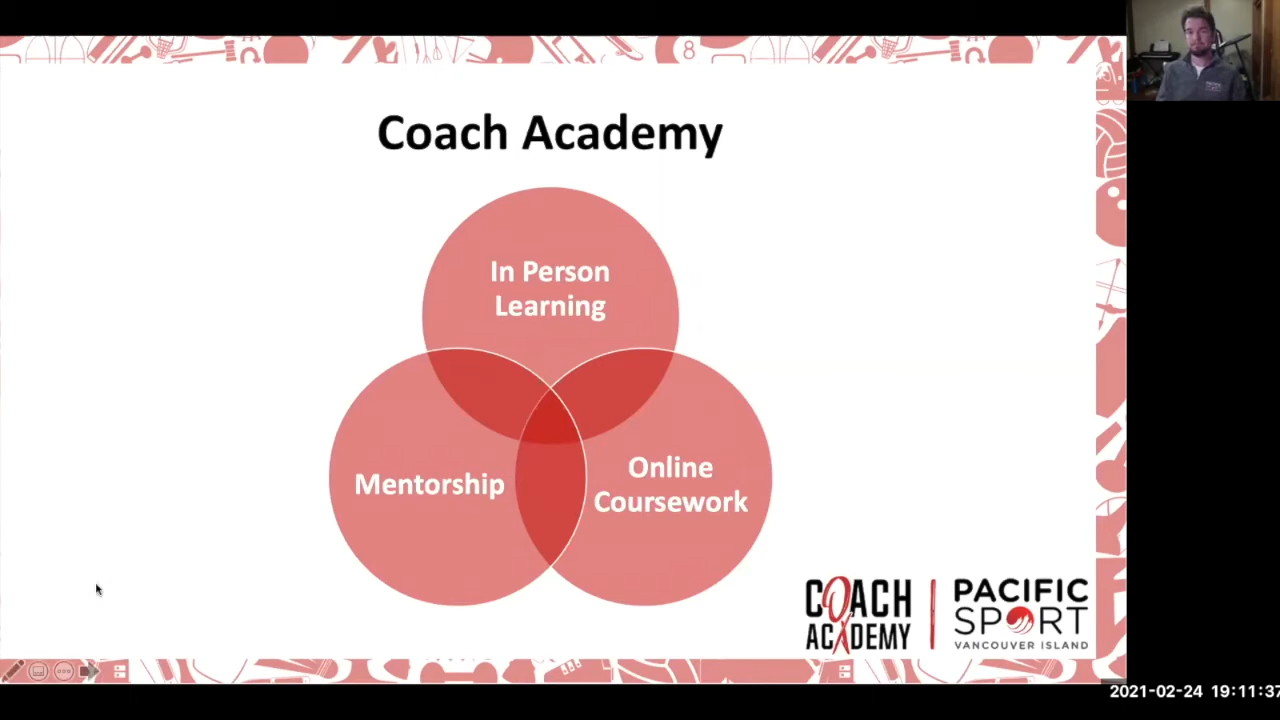 8
Coach Academy
In Person
Learning
Mentorship
Online
Coursework
COACH
ACADEMY
PACIFIC
SPORT
VANCOUVER ISLAND
2021-02-24 19:11:37